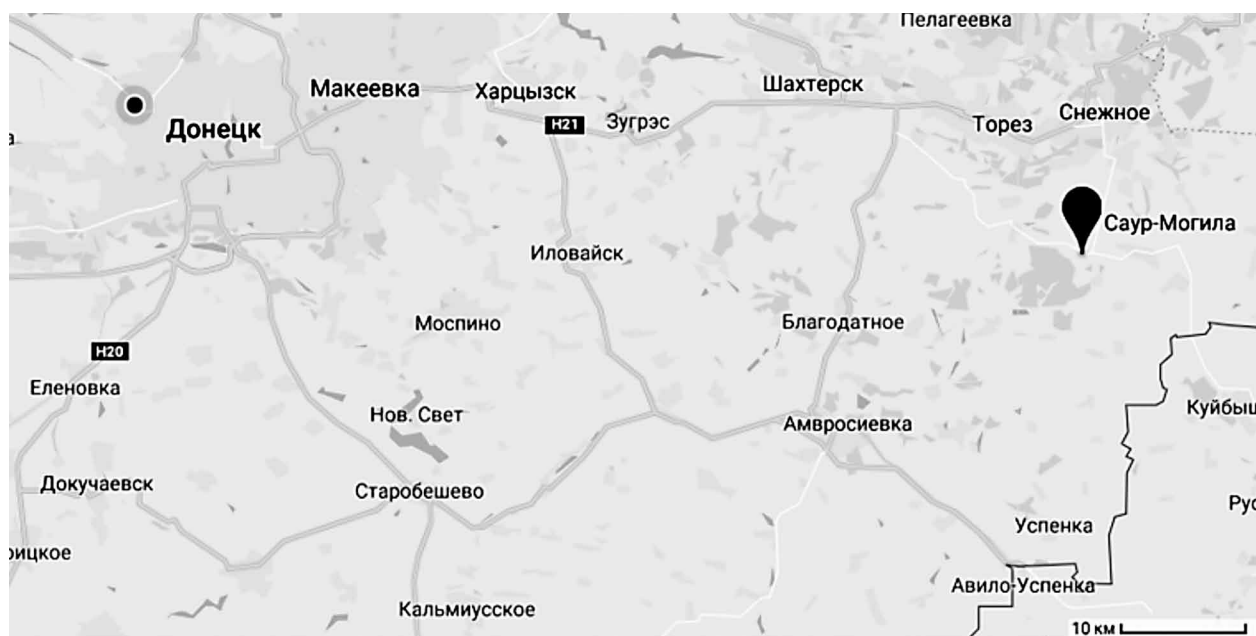 Пелагеевка
Макеевка
Харцызск
Шахтерск
Донецк
H21
Зугрэс
Торез
Снежное
Саур-Могила
Иловайск
Моспино
Благодатное
H20
Еленовка
Нов. Свет
Амвросиевка
Докучаевск
Старобешево
Успенка
Авило-Успенка
Кальмиусское
10 км